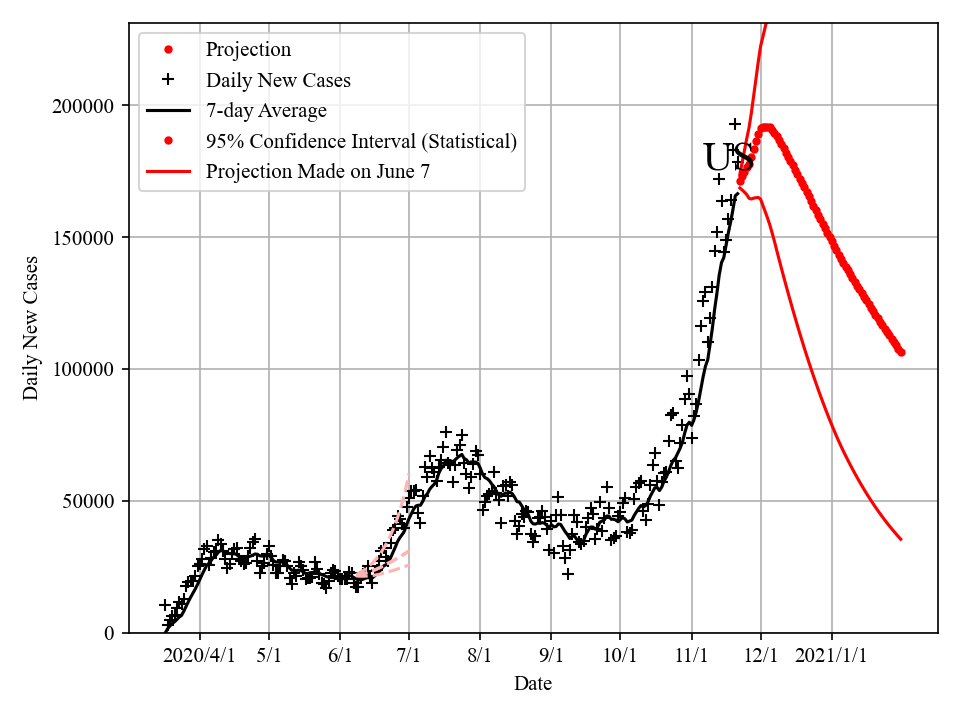 Projection
Daily New Cases
7-day Average
95% Confidence Interval (Statistical)
Projection Made on June 7
US
200000
150000
100000
50000
0
Daily New Cases
2020/4/1 5/1 6/1 7/1 8/1 9/1 10/1 11/1 12/1 2021/1/1
Date